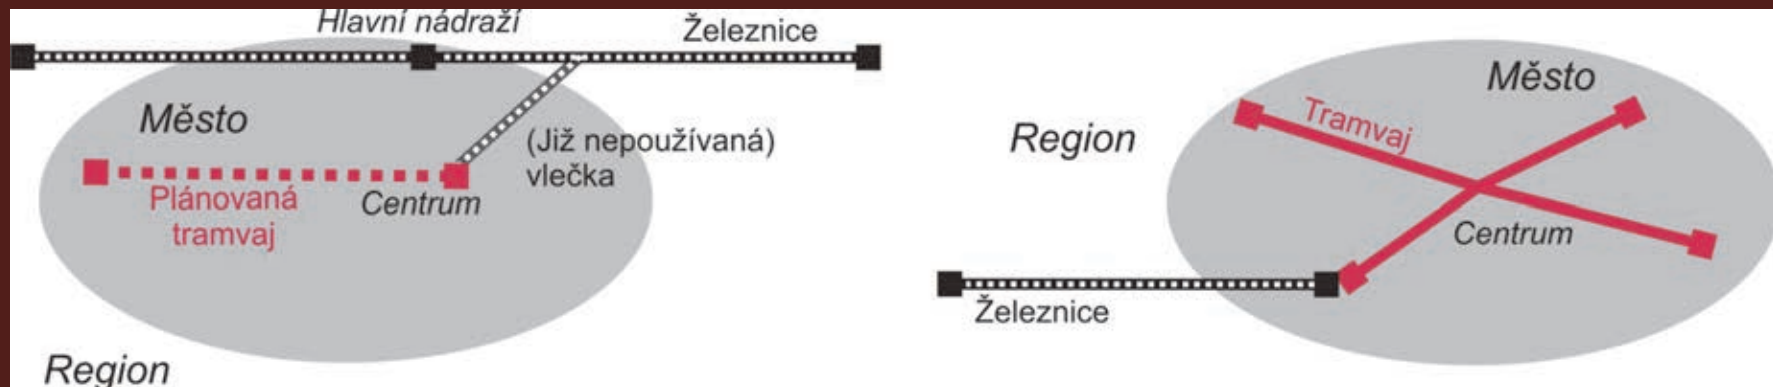 Hlavní nádraží
Železnice
Město
(Již nepoužívaná)
vlečka
Plánovaná
tramvaj
Centrum
Region
Město
Tramvaj
Region
Centrum
Železnice